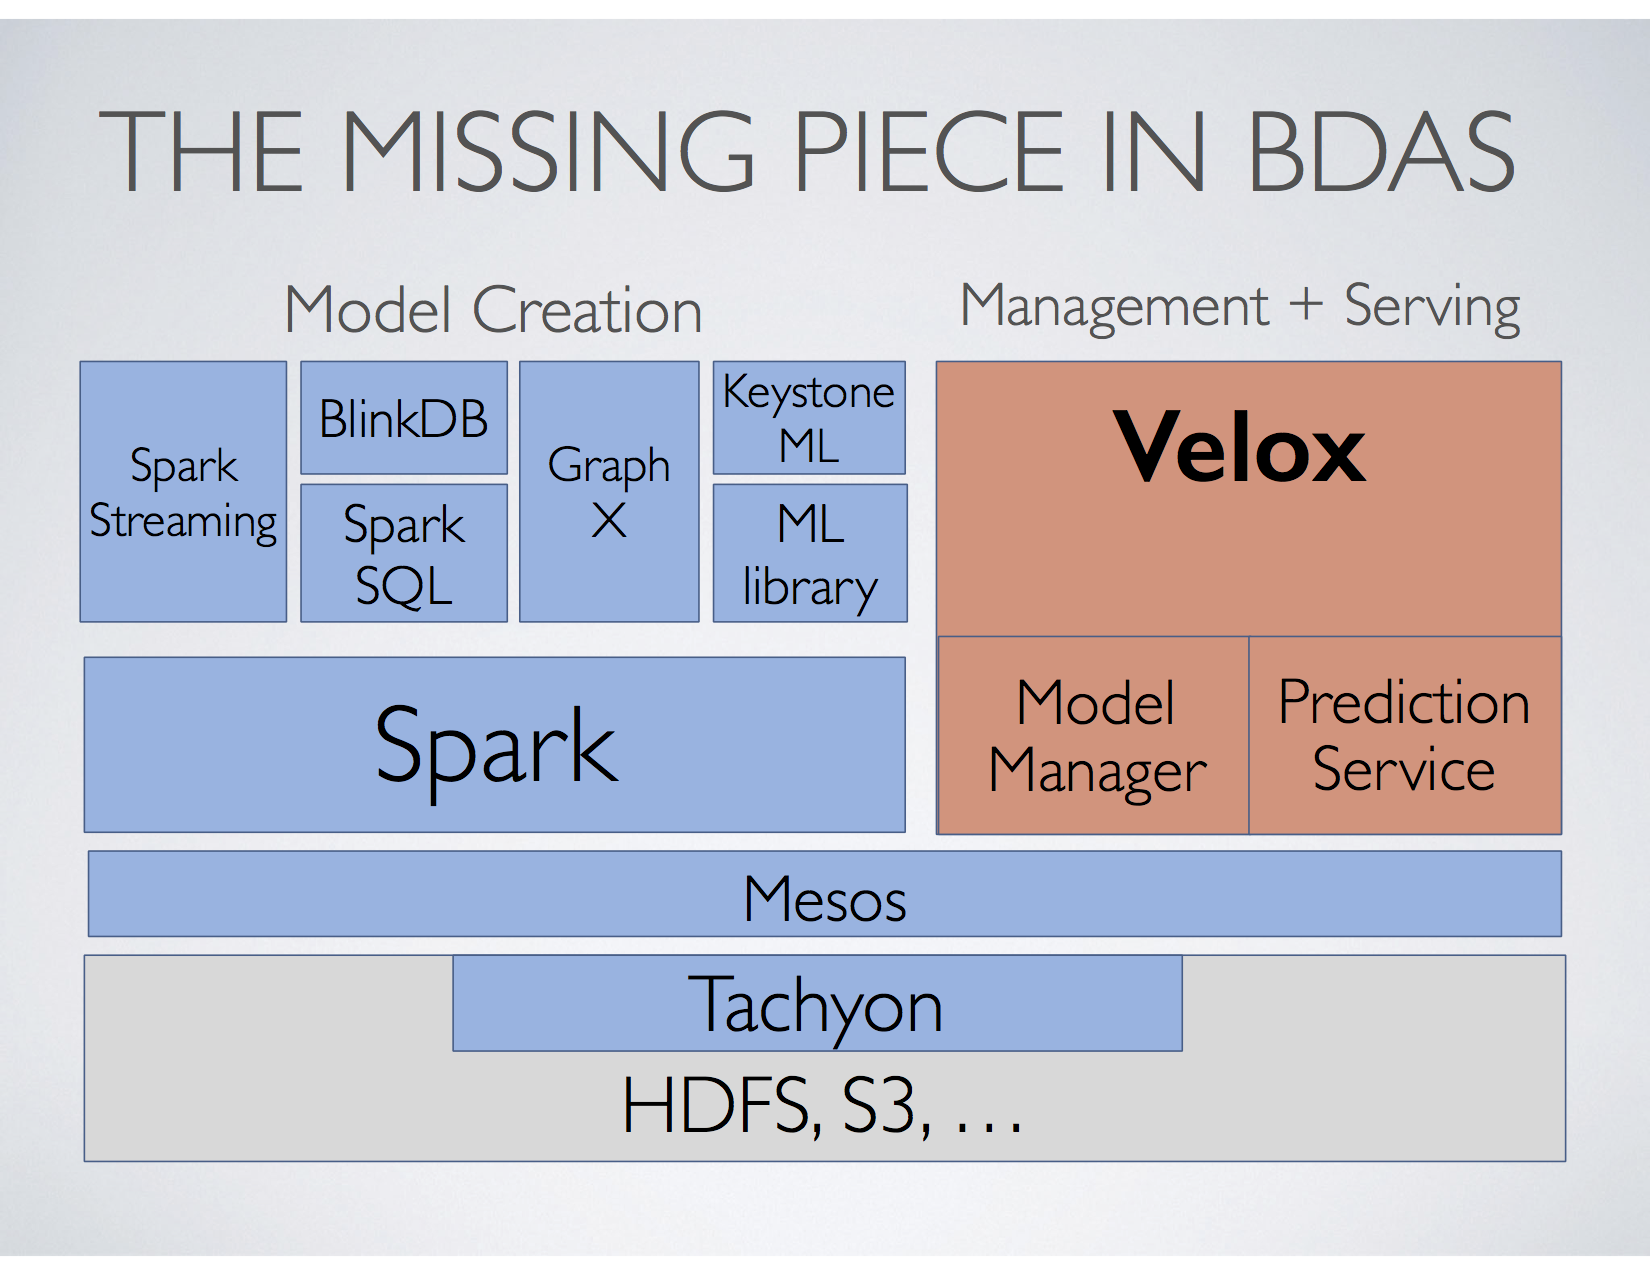 THE MISSING PIECE IN BDAS
Model Creation
Management + Serving
Spark
Streaming
BlinkDB
Spark
SQL
Graph
X
Keystone
ML
ML
library
Velox
Model
Manager
Prediction
Service
Spark
Mesos
Tachyon
HDFS, S3, …